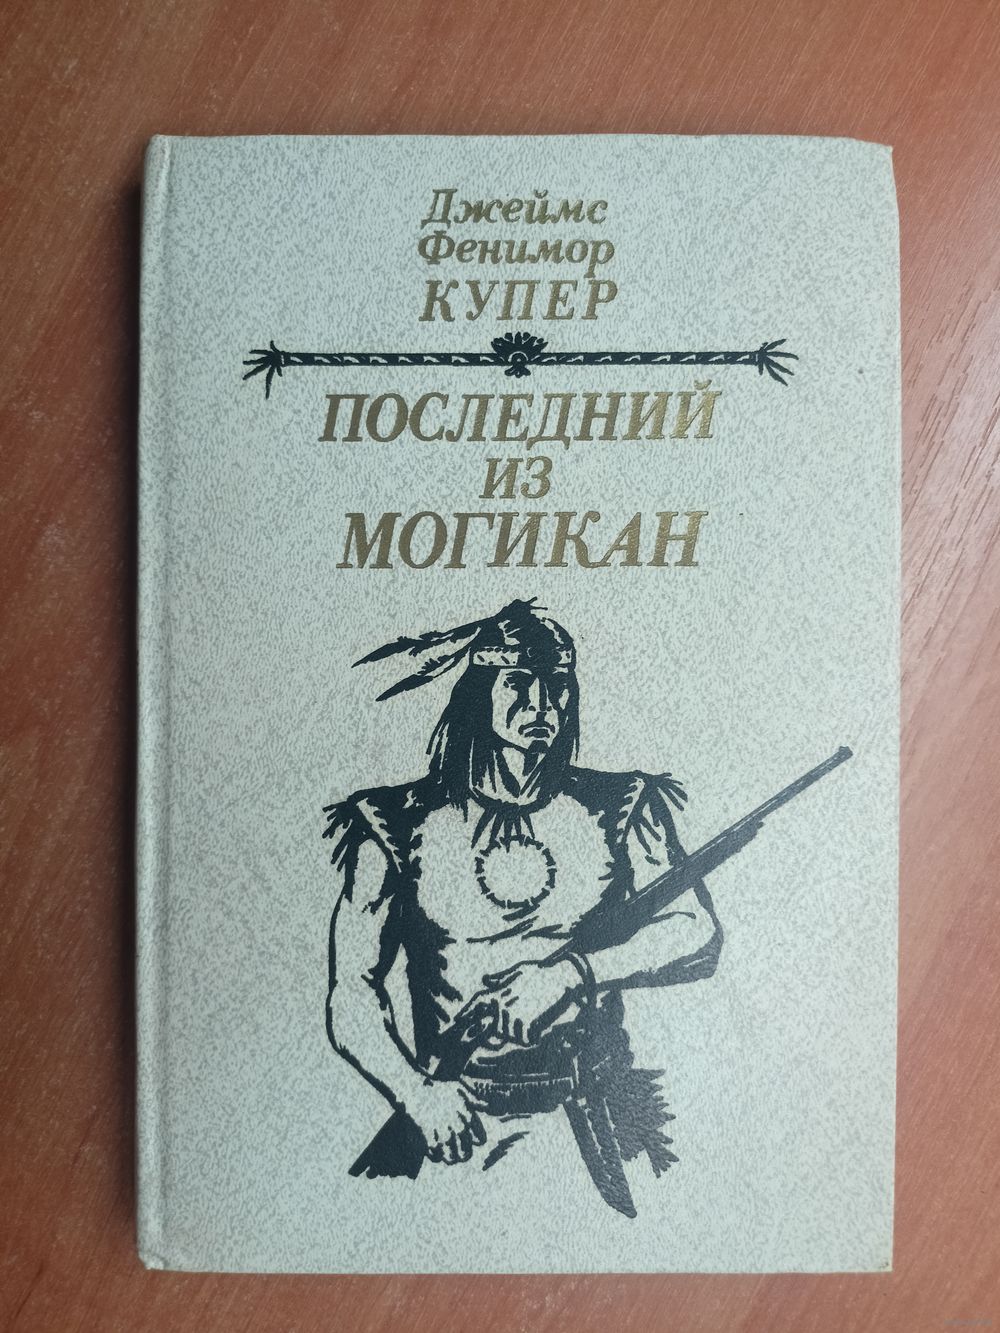 Джеймс
Фенимор
КУПЕР
ПОСЛЕДНИЙ
ИЗ
МОГИКАН